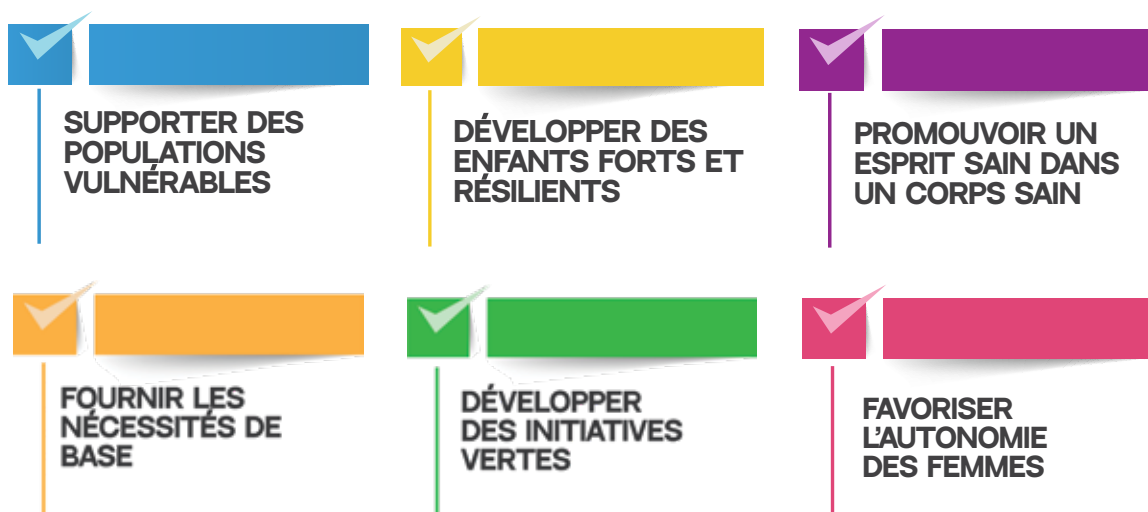 SUPPORTER DES
POPULATIONS
VULNÉRABLES
DÉVELOPPER DES
ENFANTS FORTS ET
RÉSILIENTS
PROMOUVOIR UN
ESPRIT SAIN DANS
UN CORPS SAIN
FOURNIR LES
NÉCESSITÉS DE
BASE
DÉVELOPPER
DES INITIATIVES
VERTES
FAVORISER
L'AUTONOMIE
DES FEMMES